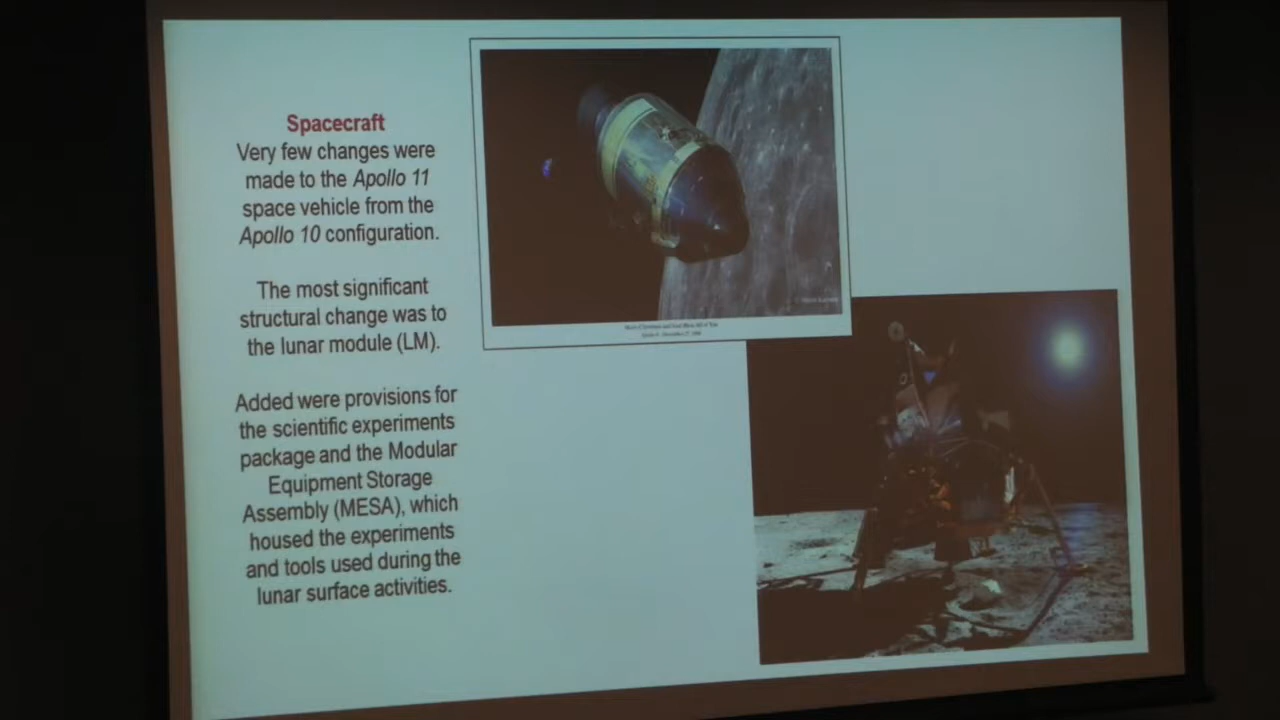 Spacecraft
Very few changes were
made to the Apollo 11
space vehicle from the
Apollo 10 configuration.
The most significant
structural change was to
the lunar module (LM).
Added were provisions for
the scientific experiments
package and the Modular
Equipment Storage
Assembly (MESA), which
housed the experiments
and tools used during the
lunar surface activities.